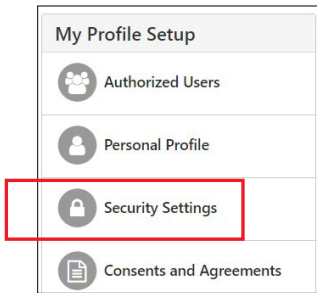 My Profile Setup
Authorized Users
Personal Profile
Security Settings
Consents and Agreements